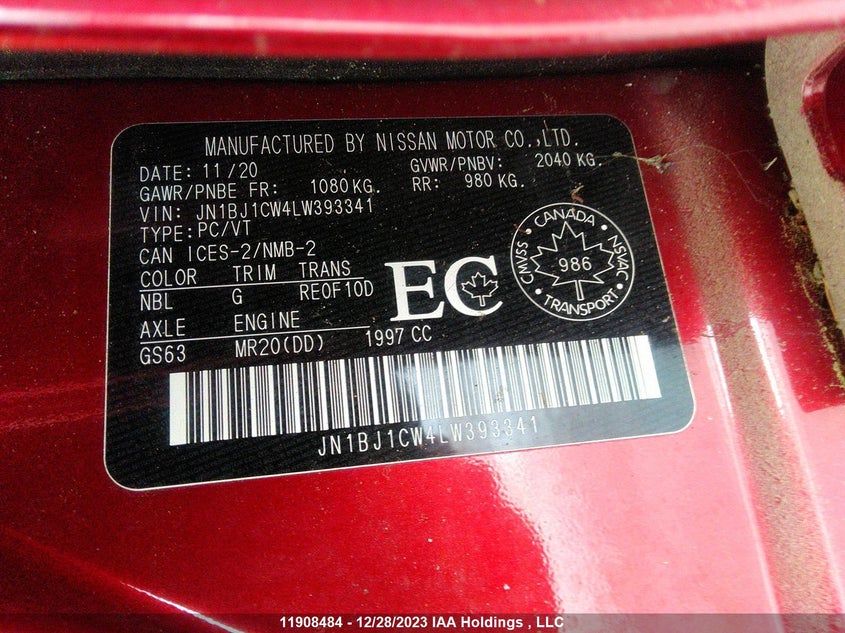 MANUFACTURED BY NISSAN MOTOR CO.,LTD.
DATE: 11/20 GVWR/PNBV: 2040 KG.
GAWR/PNBE FR: 1080 KG. RR: 980 KG.
VIN: JN1BJ1CW4LW393341
TYPE: PC/VT
CAN ICES-2/NMB-2
COLOR TRIM TRANS
NBL G RE0F10D
AXLE ENGINE
GS63 MR20(DD) 1997 CC
EC
CANADA
CMVSS 986 NSVAC
TRANSPORT
JN1BJ1CW4LW393341
11908484 - 12/28/2023 IAA Holdings , LLC